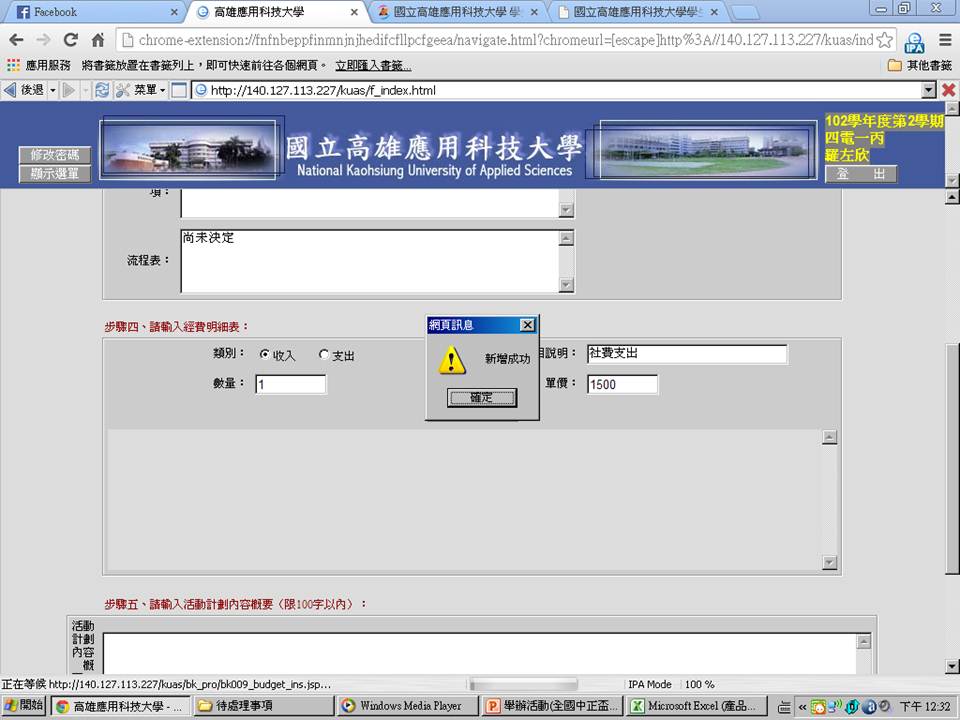 Facebook
高雄應用科技大學
國立高雄應用科技大學 學
國立高雄應用科技大學學生
chrome-extension://fnfnbeppfinmnjnjhedifcfllpcfgeea/navigate.html?chromeurl=[escape]http%3A//140.127.113.227/kuas/ind
IPA
應用服務 將書籤放置在書籤列上，即可快速前往各個網頁。 立即匯入書籤...
其他書籤
後退 菜單 http://140.127.113.227/kuas/f_index.html
修改密碼
顯示選單
國立高雄應用科技大學
National Kaohsiung University of Applied Sciences
102學年度第2學期
四電一丙
羅左欣
登 出
項：
流程表： 尚未決定
步驟四、請輸入經費明細表：
類別： 收入 支出
目說明： 社費支出
數量： 1
單價： 1500
網頁訊息
新增成功
確定
步驟五、請輸入活動計劃內容概要（限100字以內）：
活動
計劃
內容
概
正在等候 http://140.127.113.227/kuas/bk_pro/bk009_budget_ins.jsp...
IPA Mode 100 %
開始 高雄應用科技大學 - ... 待處理事項 Windows Media Player 舉辦活動(全國中正盃... Microsoft Excel (產品... 下午 12:32